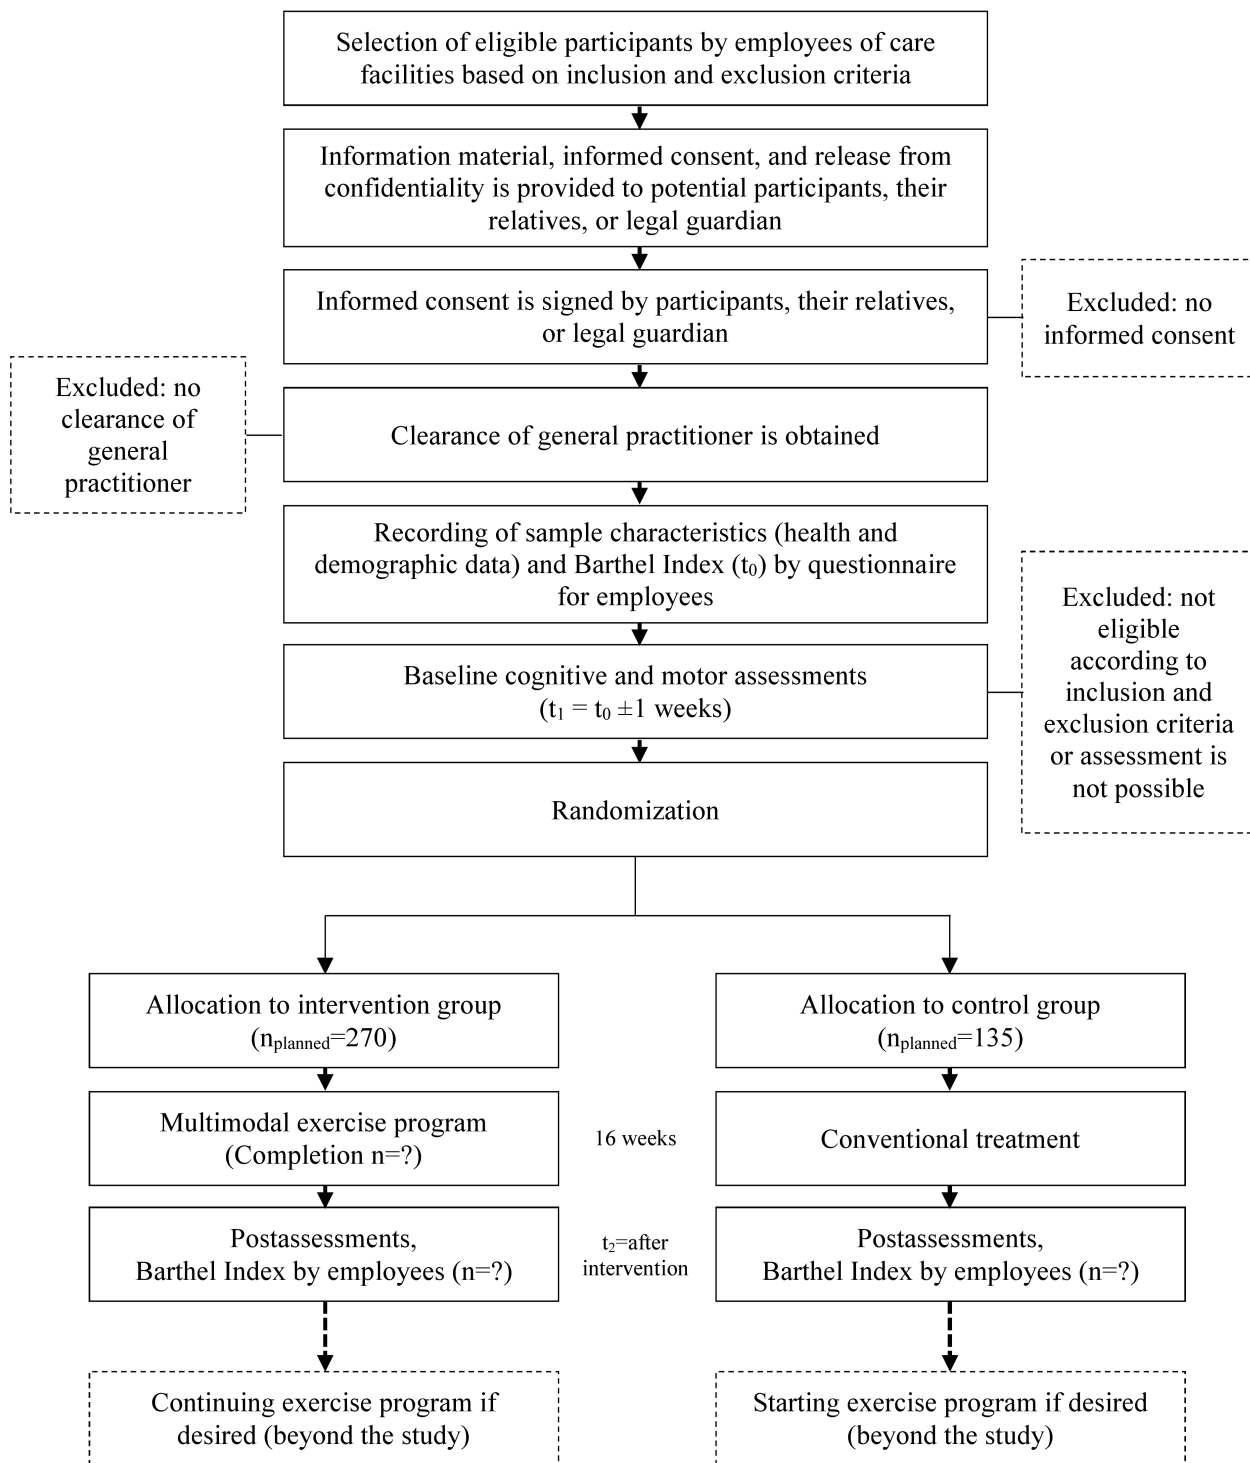 Selection of eligible participants by employees of care
facilities based on inclusion and exclusion criteria
Information material, informed consent, and release from
confidentiality is provided to potential participants, their
relatives, or legal guardian
Informed consent is signed by participants, their relatives,
or legal guardian
Excluded: no
informed consent
Excluded: no
clearance of
general
practitioner
Clearance of general practitioner is obtained
Recording of sample characteristics (health and
demographic data) and Barthel Index (t₀) by questionnaire
for employees
Excluded: not
eligible
according to
inclusion and
exclusion criteria
or assessment is
not possible
Baseline cognitive and motor assessments
(t₁ = t₀ ±1 weeks)
Randomization
Allocation to intervention group
(nplanned=270)
Allocation to control group
(nplanned=135)
Multimodal exercise program
(Completion n=?)
16 weeks
Conventional treatment
Postassessments,
Barthel Index by employees (n=?)
t₂=after
intervention
Postassessments,
Barthel Index by employees (n=?)
Continuing exercise program if
desired (beyond the study)
Starting exercise program if desired
(beyond the study)